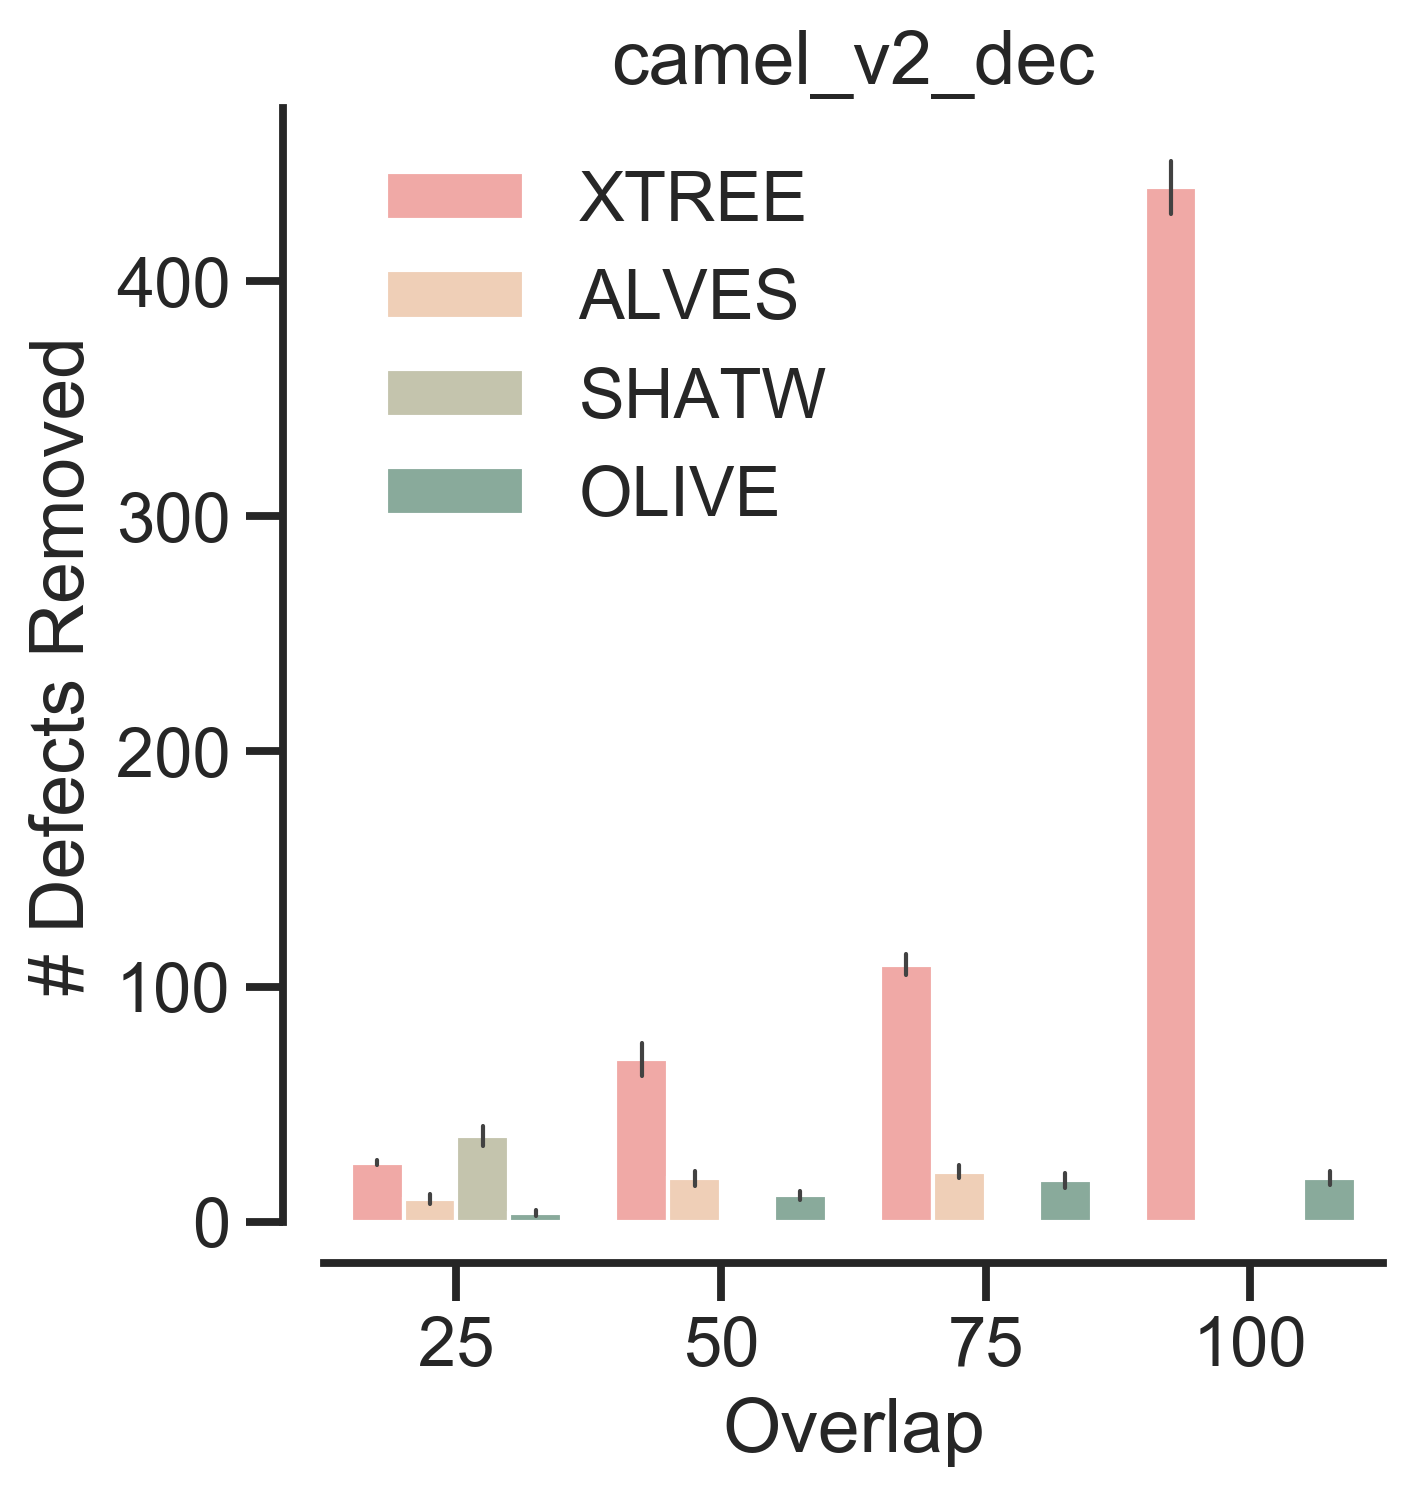 camel_v2_dec
XTREE
ALVES
SHATW
OLIVE
# Defects Removed
400
300
200
100
0
25 50 75 100
Overlap